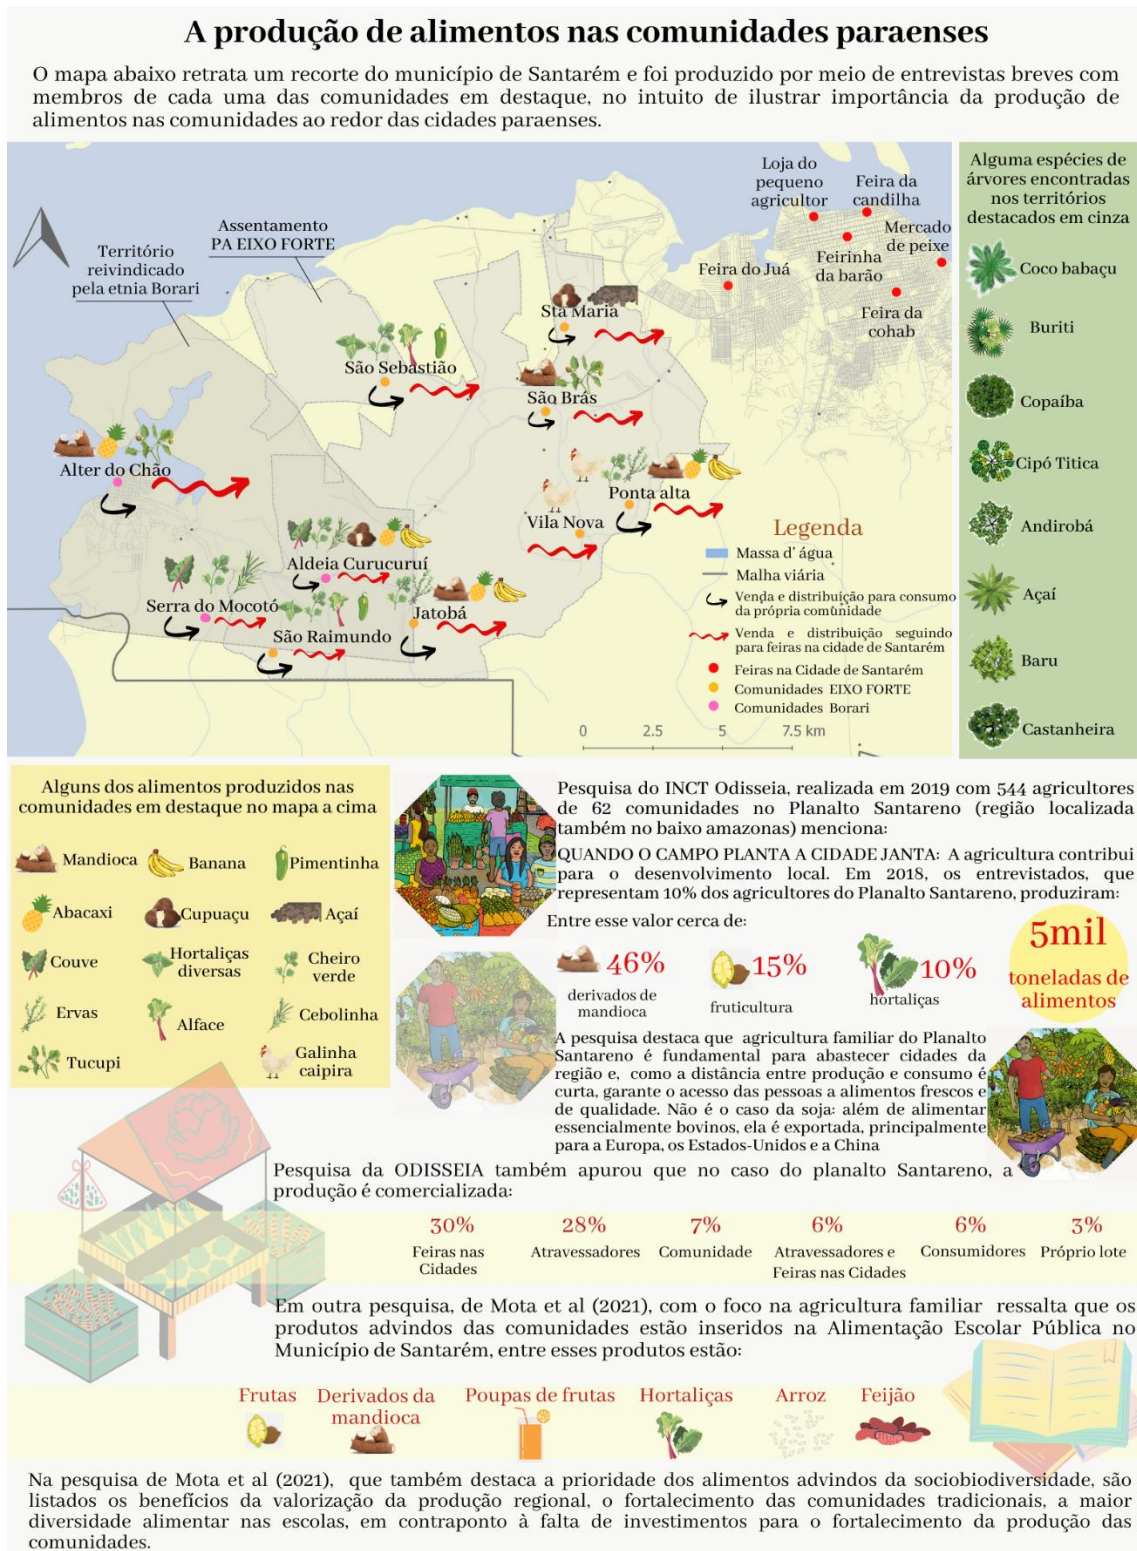 A produção de alimentos nas comunidades paraenses
O mapa abaixo retrata um recorte do município de Santarém e foi produzido por meio de entrevistas breves com
membros de cada uma das comunidades em destaque, no intuito de ilustrar importância da produção de
alimentos nas comunidades ao redor das cidades paraenses.
Território
reivindicado
pela etnia Borari
Assentamento
PA EIXO FORTE
Loja do
pequeno
agricultor
Feira da
candilha
Mercado
de peixe
Feirinha
da barão
Feira do Juá
Feira da
cohab
Sta Maria
São Sebastião
São Brás
Alter do Chão
Ponta alta
Vila Nova
Aldeia Curucuruí
Serra do Mocotó
São Raimundo
Jatobá
Legenda
Massa d' água
Malha viária
Venda e distribuição para consumo
da própria comunidade
Venda e distribuição seguindo
para feiras na cidade de Santarém
Feiras na Cidade de Santarém
Comunidades EIXO FORTE
Comunidades Borari
0 2.5 5 7.5 km
Alguma espécies de
árvores encontradas
nos territórios
destacados em cinza
Coco babaçu
Buriti
Copaíba
Cipó Titica
Andirobá
Açaí
Baru
Castanheira
Alguns dos alimentos produzidos nas
comunidades em destaque no mapa a cima
Mandioca Banana Pimentinha
Abacaxi Cupuaçu Açaí
Couve Hortaliças
diversas Cheiro
verde
Ervas Alface Cebolinha
Tucupi Galinha
caipira
Pesquisa do INCT Odisseia, realizada em 2019 com 544 agricultores
de 62 comunidades no Planalto Santareno (região localizada
também no baixo amazonas) menciona:
QUANDO O CAMPO PLANTA A CIDADE JANTA: A agricultura contribui
para o desenvolvimento local. Em 2018, os entrevistados, que
representam 10% dos agricultores do Planalto Santareno, produziram:
Entre esse valor cerca de:
46%
derivados de
mandioca
15%
fruticultura
10%
hortaliças
5mil
toneladas de
alimentos
A pesquisa destaca que agricultura familiar do Planalto
Santareno é fundamental para abastecer cidades da
região e, como a distância entre produção e consumo é
curta, garante o acesso das pessoas a alimentos frescos e
de qualidade. Não é o caso da soja: além de alimentar
essencialmente bovinos, ela é exportada, principalmente
para a Europa, os Estados-Unidos e a China
Pesquisa da ODISSEIA também apurou que no caso do planalto Santareno, a
produção é comercializada:
30%
Feiras nas
Cidades
28%
Atravessadores
7%
Comunidade
6%
Atravessadores e
Feiras nas Cidades
6%
Consumidores
3%
Próprio lote
Em outra pesquisa, de Mota et al (2021), com o foco na agricultura familiar ressalta que os
produtos advindos das comunidades estão inseridos na Alimentação Escolar Pública no
Município de Santarém, entre esses produtos estão:
Frutas
Derivados da
mandioca
Poupas de frutas
Hortaliças
Arroz
Feijão
Na pesquisa de Mota et al (2021), que também destaca a prioridade dos alimentos advindos da sociobiodiversidade, são
listados os benefícios da valorização da produção regional, o fortalecimento das comunidades tradicionais, a maior
diversidade alimentar nas escolas, em contraponto à falta de investimentos para o fortalecimento da produção das
comunidades.